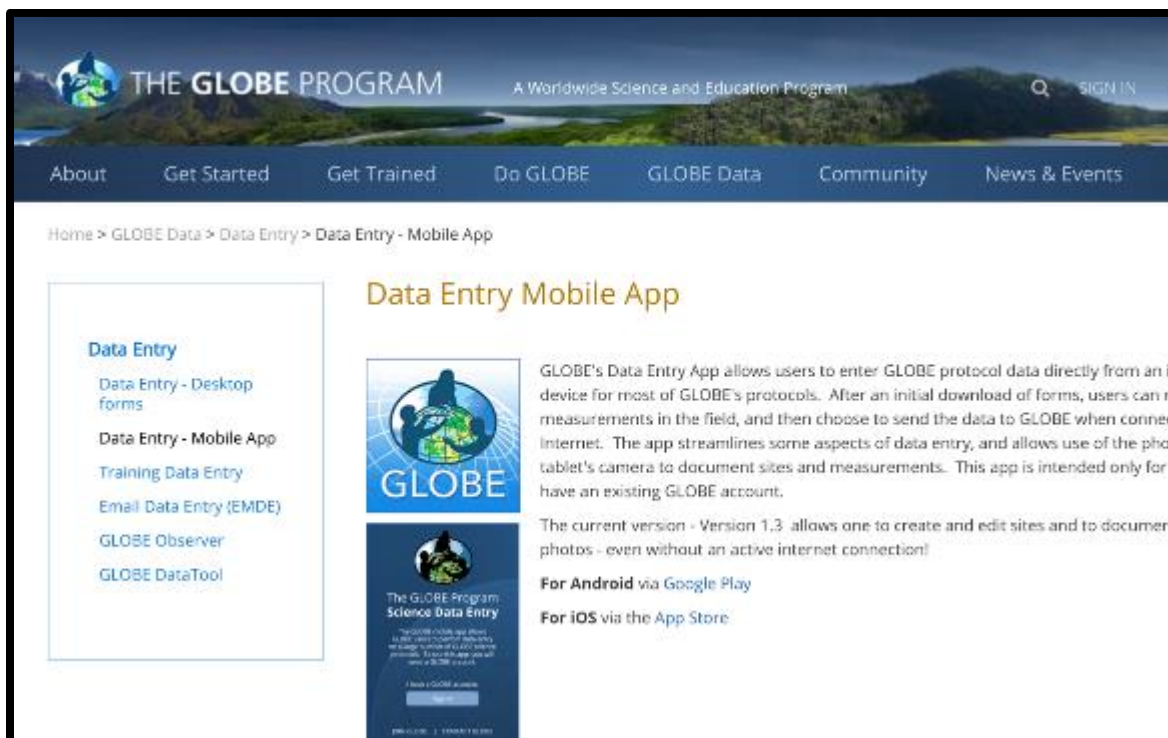 THE GLOBE PROGRAM
A Worldwide Science and Education Program
SIGN IN
About Get Started Get Trained Do GLOBE GLOBE Data Community News & Events
Home > GLOBE Data > Data Entry > Data Entry - Mobile App
Data Entry
Data Entry - Desktop
forms
Data Entry - Mobile App
Training Data Entry
Email Data Entry (EMDE)
GLOBE Observer
GLOBE DataTool
Data Entry Mobile App
GLOBE
The GLOBE Program
Science Data Entry
GLOBE's Data Entry App allows users to enter GLOBE protocol data directly from an i
device for most of GLOBE's protocols. After an initial download of forms, users can
measurements in the field, and then choose to send the data to GLOBE when connec
Internet. The app streamlines some aspects of data entry, and allows use of the pho
tablet's camera to document sites and measurements. This app is intended only for
have an existing GLOBE account.
The current version - Version 1.3 allows one to create and edit sites and to documen
photos - even without an active internet connection!
For Android via Google Play
For iOS via the App Store